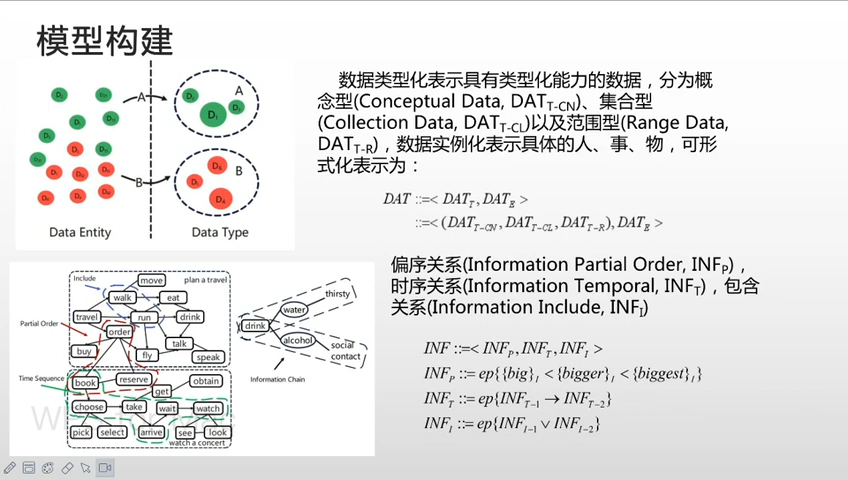 模型构建
A
B
A
B
D₁
Data Entity
Data Type
数据类型化表示具有类型化能力的数据，分为概
念型(Conceptual Data, DAT_T-CN)、集合型
(Collection Data, DAT_T-CL)以及范围型(Range Data,
DAT_T-R)，数据实例化表示具体的人、事、物，可形
式化表示为：
DAT ::=< DAT_T, DAT_E >
::=< (DAT_T-CN, DAT_T-CL, DAT_T-R), DAT_E >
偏序关系(Information Partial Order, INF_P)，
时序关系(Information Temporal, INF_T)，包含
关系(Information Include, INF_I)
INF ::=< INF_P, INF_T, INF_I >
INF_P ::= ep{{big}_I < {bigger}_I < {biggest}_I}
INF_T ::= ep{INF_T-1 → INF_T-2}
INF_I ::= ep{INF_I-1 ∨ INF_I-2}
Include
move
plan a travel
walk
eat
travel
run
drink
Partial Order
order
talk
buy
fly
speak
Time Sequence
book
reserve
obtain
get
choose
take
wait
watch
pick
select
arrive
see
look
watch a concert
thirsty
water
drink
alcohol
social
contact
Information Chain